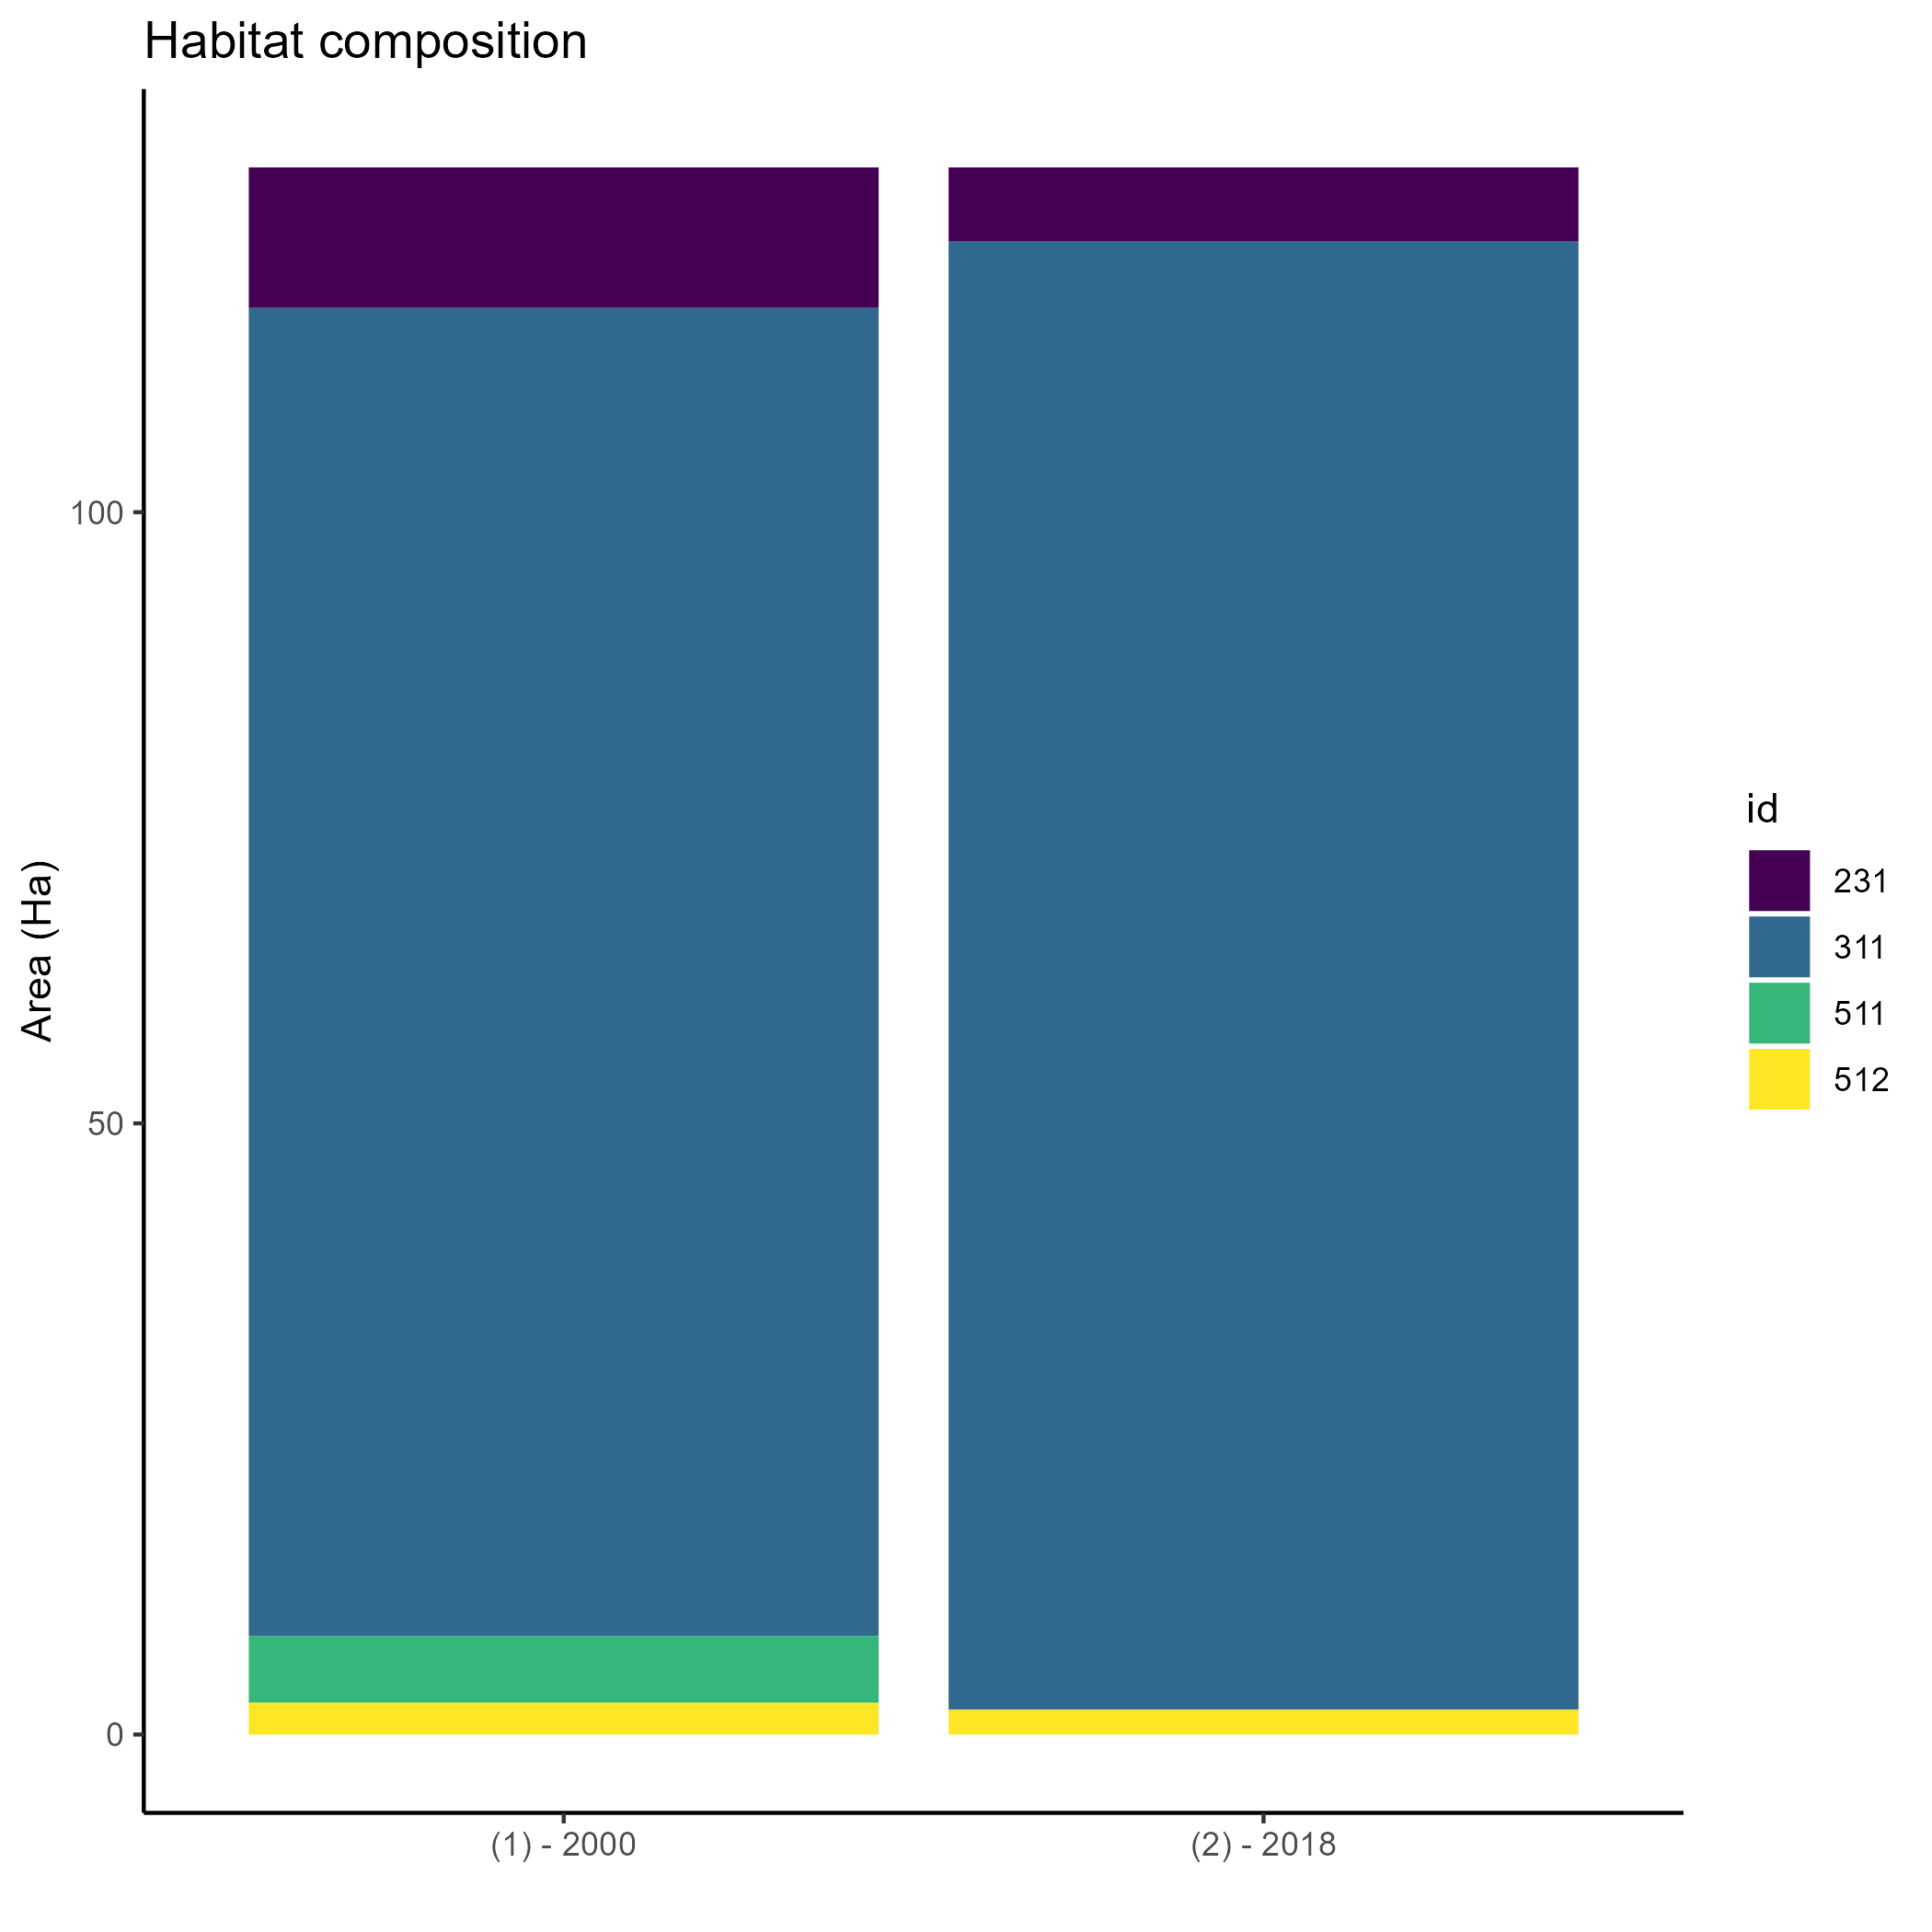 Habitat composition
Area (Ha)
100
50
0
(1) - 2000
(2) - 2018
id
231
311
511
512